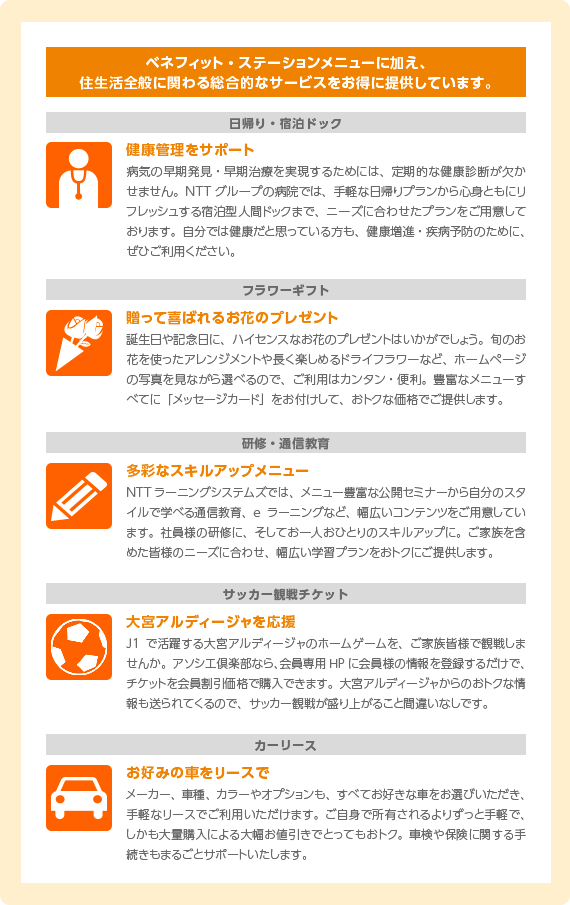 ベネフィット・ステーションメニューに加え、
住生活全般に関わる総合的なサービスをお得に提供しています。
日帰り・宿泊ドック
健康管理をサポート
病気の早期発見・早期治療を実現するためには、定期的な健康診断が欠か
せません。NTT グループの病院では、手軽な日帰りプランから心身ともにリ
フレッシュする宿泊型人間ドックまで、ニーズに合わせたプランをご用意して
おります。自分では健康だと思っている方も、健康増進・疾病予防のために、
ぜひご利用ください。
フラワーギフト
贈って喜ばれるお花のプレゼント
誕生日や記念日に、ハイセンスなお花のプレゼントはいかがでしょう。旬のお
花を使ったアレンジメントや長く楽しめるドライフラワーなど、ホームページ
の写真を見ながら選べるので、ご利用はカンタン・便利。豊富なメニューす
べてに「メッセージカード」をお付けして、おトクな価格でご提供します。
研修・通信教育
多彩なスキルアップメニュー
NTT ラーニングシステムズでは、メニュー豊富な公開セミナーから自分のスタ
イルで学べる通信教育、e ラーニングなど、幅広いコンテンツをご用意してい
ます。社員様の研修に、そしてお一人おひとりのスキルアップに。ご家族を含
めた皆様のニーズに合わせ、幅広い学習プランをおトクにご提供します。
サッカー観戦チケット
大宮アルディージャを応援
J1 で活躍する大宮アルディージャのホームゲームを、ご家族皆様で観戦しま
せんか。アソシエ倶楽部なら、会員専用 HP に会員様の情報を登録するだけで、
チケットを会員割引価格で購入できます。大宮アルディージャからのおトクな情
報も送られてくるので、サッカー観戦が盛り上がること間違いなしです。
カーリース
お好みの車をリースで
メーカー、車種、カラーやオプションも、すべてお好きな車をお選びいただき、
手軽なリースでご利用いただけます。ご自身で所有されるよりずっと手軽で、
しかも大量購入による大幅お値引きでとってもおトク。車検や保険に関する手
続きもまるごとサポートいたします。